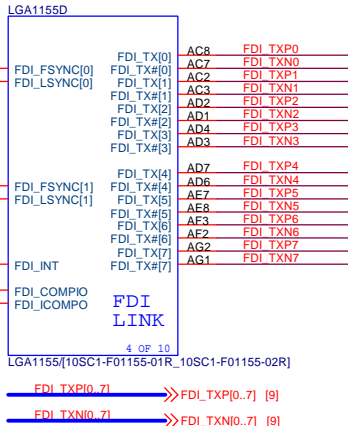 LGA1155D
FDI_TX[0] AC8 FDI_TXP0
FDI_FSYNC[0] FDI_TX#[0] AC7 FDI_TXN0
FDI_LSYNC[0] FDI_TX[1] AC2 FDI_TXP1
FDI_TX#[1] AC3 FDI_TXN1
FDI_TX[2] AD2 FDI_TXP2
FDI_TX#[2] AD1 FDI_TXN2
FDI_TX[3] AD4 FDI_TXP3
FDI_TX#[3] AD3 FDI_TXN3
FDI_TX[4] AD7 FDI_TXP4
FDI_FSYNC[1] FDI_TX#[4] AD6 FDI_TXN4
FDI_LSYNC[1] FDI_TX[5] AE7 FDI_TXP5
FDI_TX#[5] AE8 FDI_TXN5
FDI_TX[6] AF3 FDI_TXP6
FDI_TX#[6] AF2 FDI_TXN6
FDI_TX[7] AG2 FDI_TXP7
FDI_INT FDI_TX#[7] AG1 FDI_TXN7
FDI_COMPIO
FDI_ICOMPO
FDI
LINK
4 OF 10
LGA1155/[10SC1-F01155-01R_10SC1-F01155-02R]
FDI_TXP[0..7] FDI_TXP[0..7] [9]
FDI_TXN[0..7] FDI_TXN[0..7] [9]